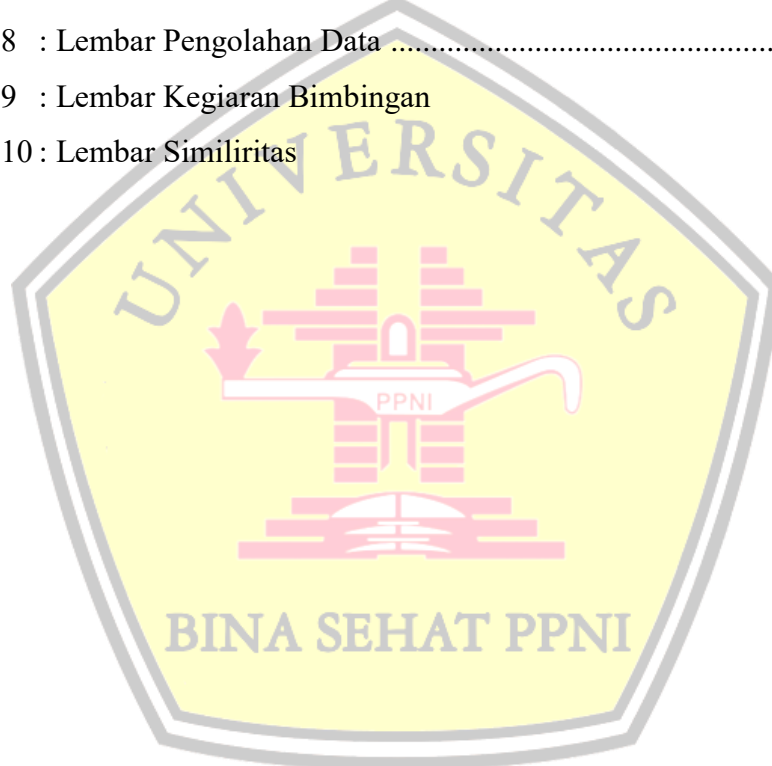 8 : Lembar Pengolahan Data ................................................
9 : Lembar Kegiaran Bimbingan
10 : Lembar Similiritas
UNIVERSITAS
PPNI
BINA SEHAT PPNI